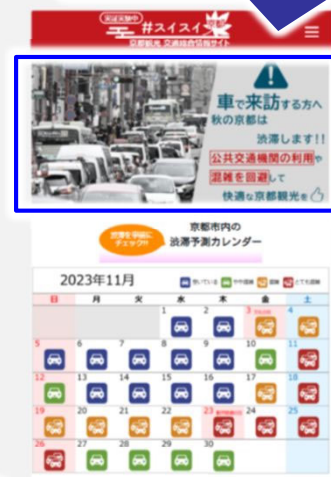 実証実験中
#スイスイ京都
京都観光 交通総合情報サイト
車で来訪する方へ
秋の京都は
渋滞します!!
公共交通機関の利用や
混雑を回避して
快適な京都観光を
京都市内の
渋滞予測カレンダー
2023年11月
空いている やや混雑 混雑 とても混雑
日 月 火 水 木 金 土
1 2 3 4
5 6 7 8 9 10 11
12 13 14 15 16 17 18
19 20 21 22 23 24 25
26 27 28 29 30